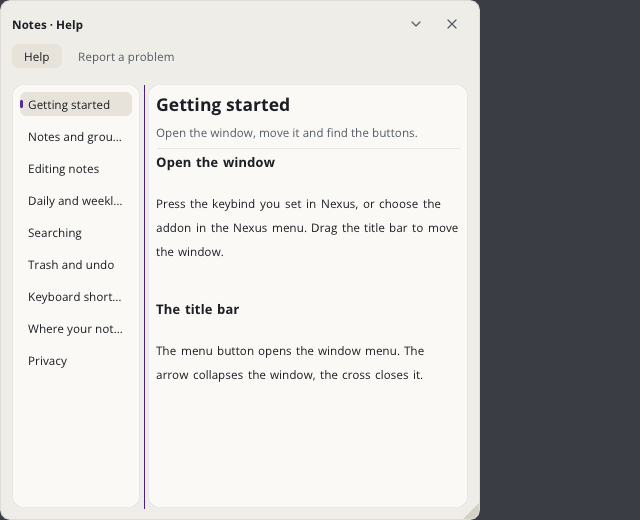 Notes · Help
Help
Report a problem
Getting started
Notes and grou...
Editing notes
Daily and weekl...
Searching
Trash and undo
Keyboard short...
Where your not...
Privacy
Getting started
Open the window, move it and find the buttons.
Open the window
Press the keybind you set in Nexus, or choose the
addon in the Nexus menu. Drag the title bar to move
the window.
The title bar
The menu button opens the window menu. The
arrow collapses the window, the cross closes it.